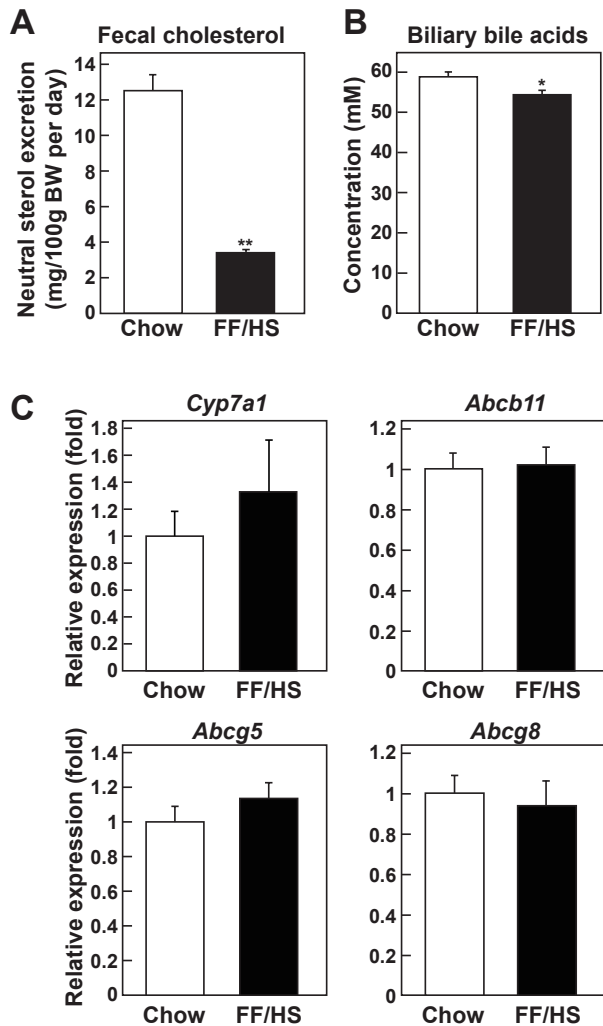 A
Fecal cholesterol
Neutral sterol excretion
(mg/100g BW per day)
14
12
10
8
6
4
2
0
**
Chow FF/HS
B
Biliary bile acids
Concentration (mM)
60
50
40
30
20
10
0
*
Chow FF/HS
C
Cyp7a1
Relative expression (fold)
1.8
1.6
1.4
1.2
1
0.8
0.6
0.4
0.2
0
Chow FF/HS
Abcb11
1.2
1
0.8
0.6
0.4
0.2
0
Chow FF/HS
Abcg5
Relative expression (fold)
1.4
1.2
1
0.8
0.6
0.4
0.2
0
Chow FF/HS
Abcg8
1.2
1
0.8
0.6
0.4
0.2
0
Chow FF/HS